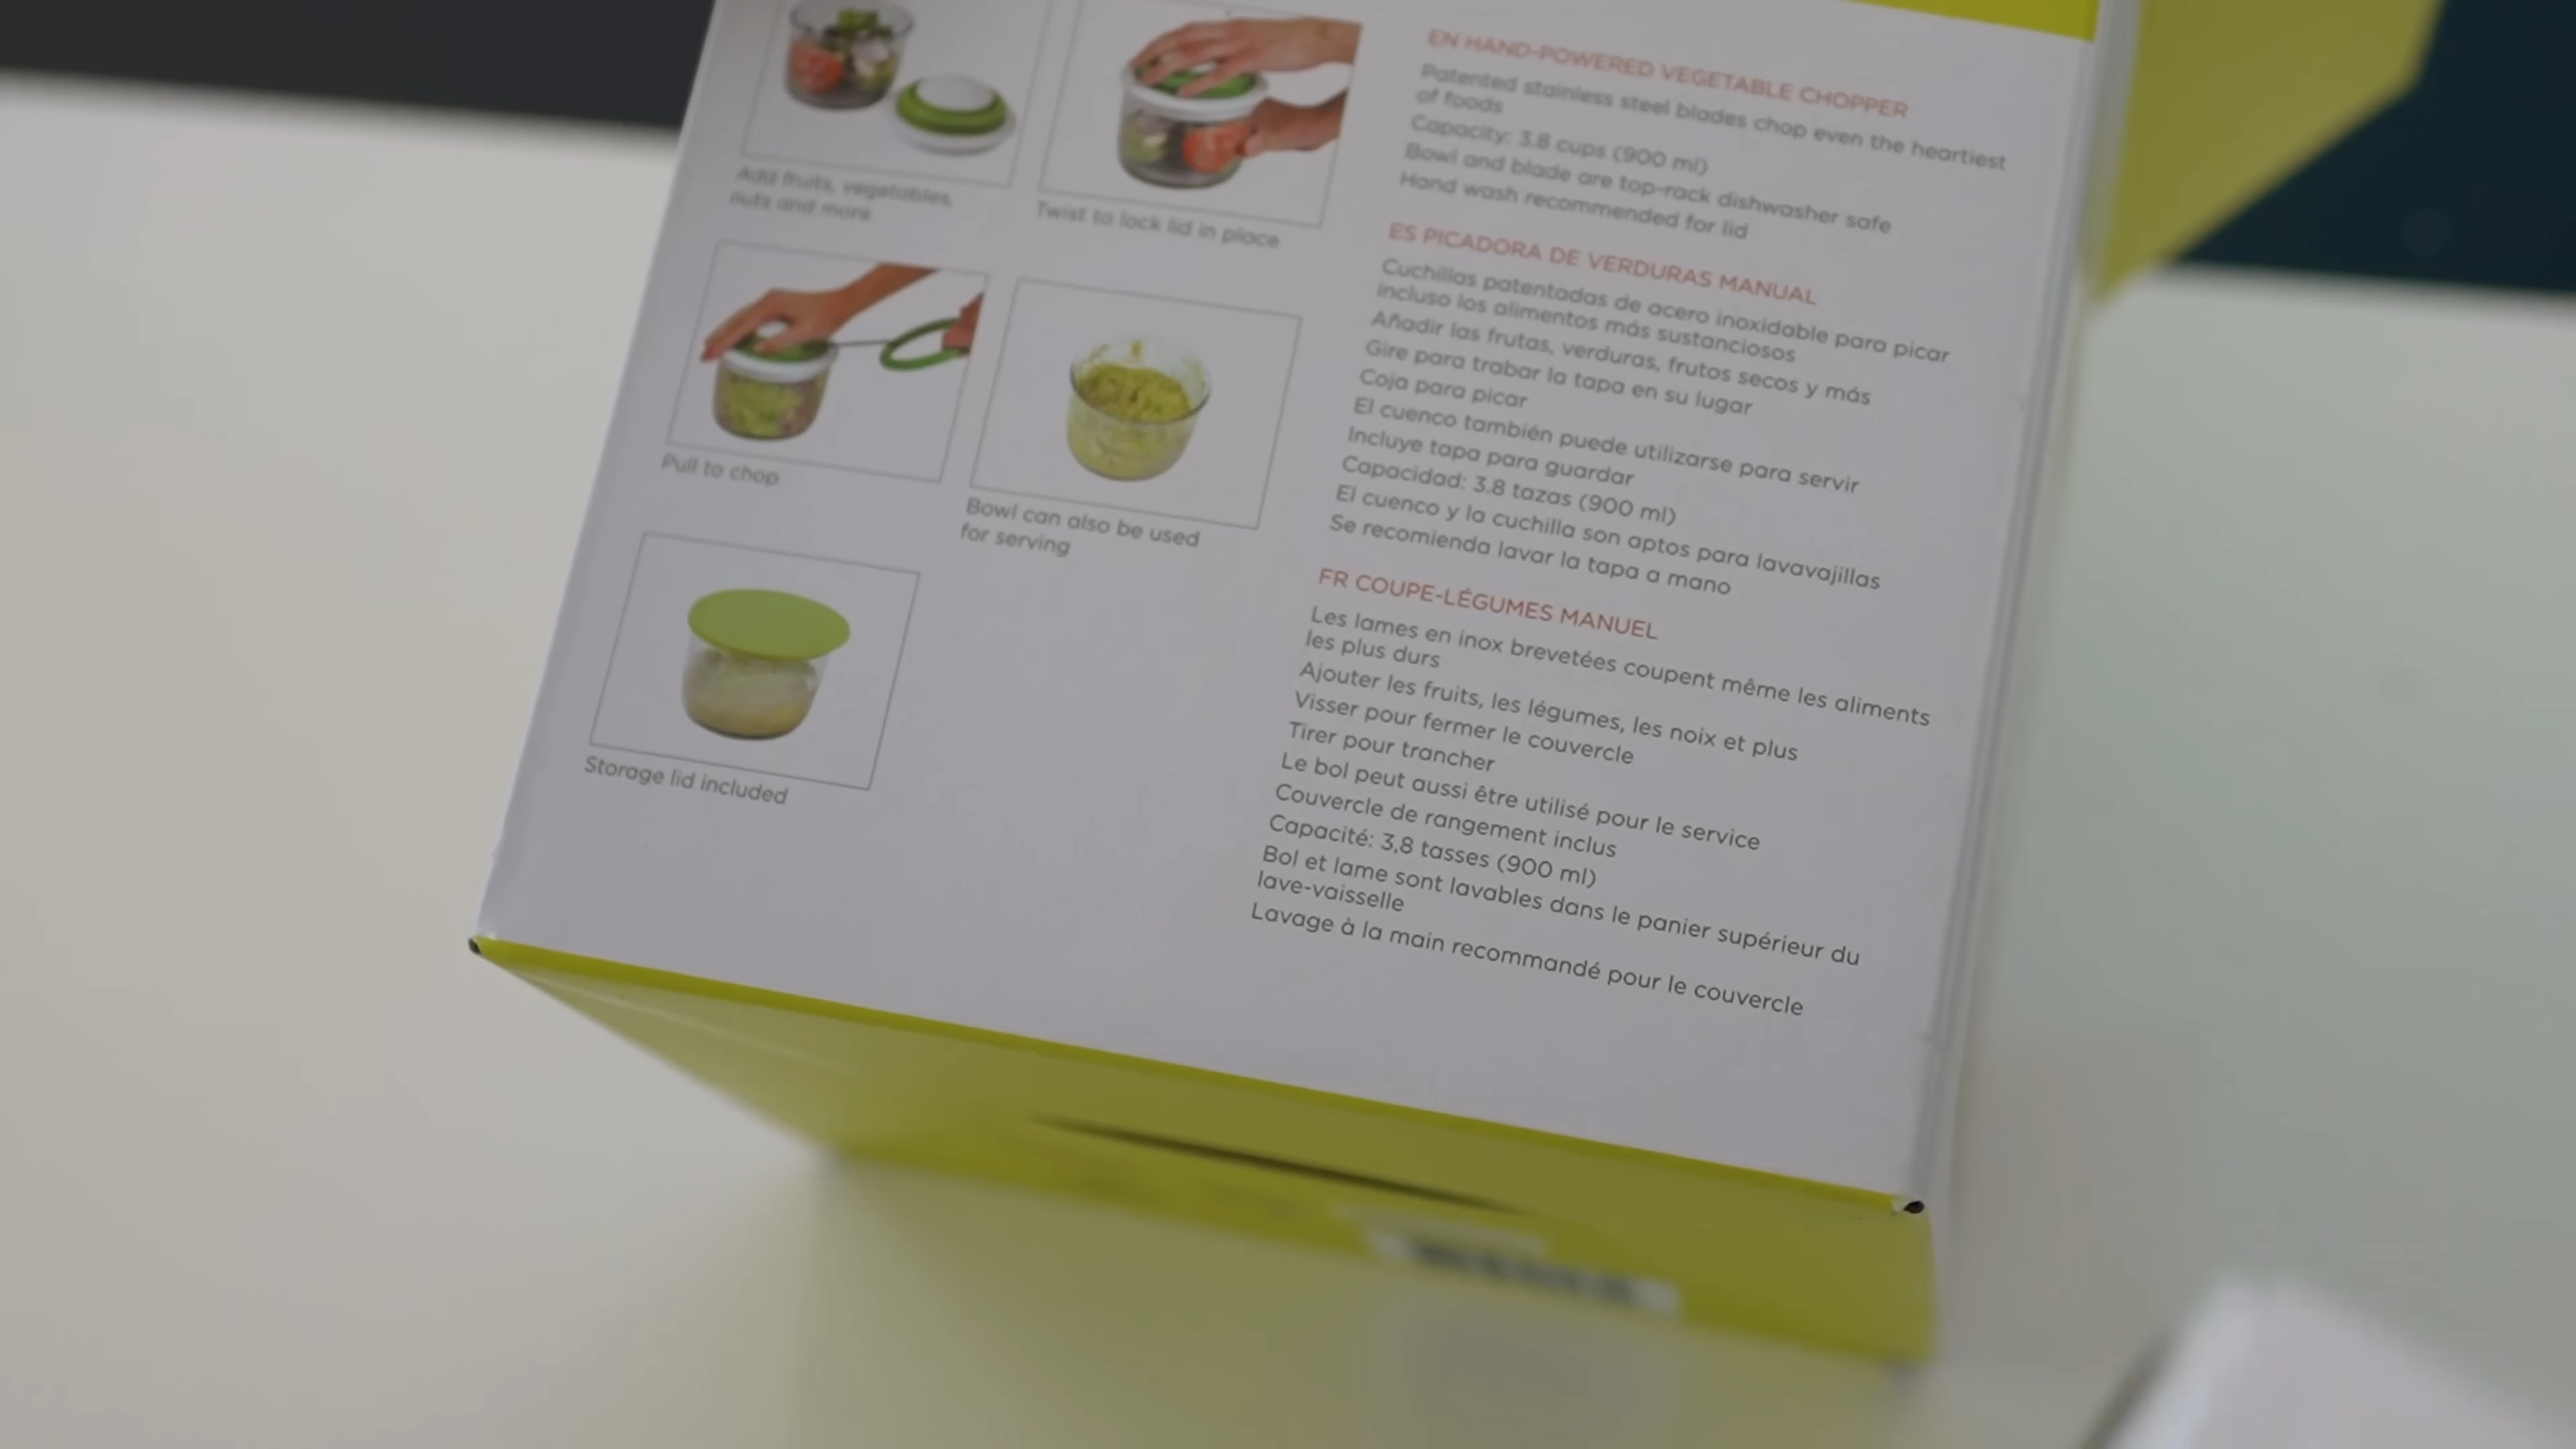 Add fruits, vegetables,
nuts and more
Twist to lock lid in place
Pull to chop
Bowl can also be used
for serving
Storage lid included
EN HAND-POWERED VEGETABLE CHOPPER
Patented stainless steel blades chop even the heartiest
of foods
Capacity: 3.8 cups (900 ml)
Bowl and blade are top-rack dishwasher safe
Hand wash recommended for lid
ES PICADORA DE VERDURAS MANUAL
Cuchillas patentadas de acero inoxidable para picar
incluso los alimentos más sustanciosos
Añadir las frutas, verduras, frutos secos y más
Gire para trabar la tapa en su lugar
Coja para picar
El cuenco también puede utilizarse para servir
Incluye tapa para guardar
Capacidad: 3.8 tazas (900 ml)
El cuenco y la cuchilla son aptos para lavavajillas
Se recomienda lavar la tapa a mano
FR COUPE-LÉGUMES MANUEL
Les lames en inox brevetées coupent même les aliments
les plus durs
Ajouter les fruits, les légumes, les noix et plus
Visser pour fermer le couvercle
Tirer pour trancher
Le bol peut aussi être utilisé pour le service
Couvercle de rangement inclus
Capacité: 3,8 tasses (900 ml)
Bol et lame sont lavables dans le panier supérieur du
lave-vaisselle
Lavage à la main recommandé pour le couvercle